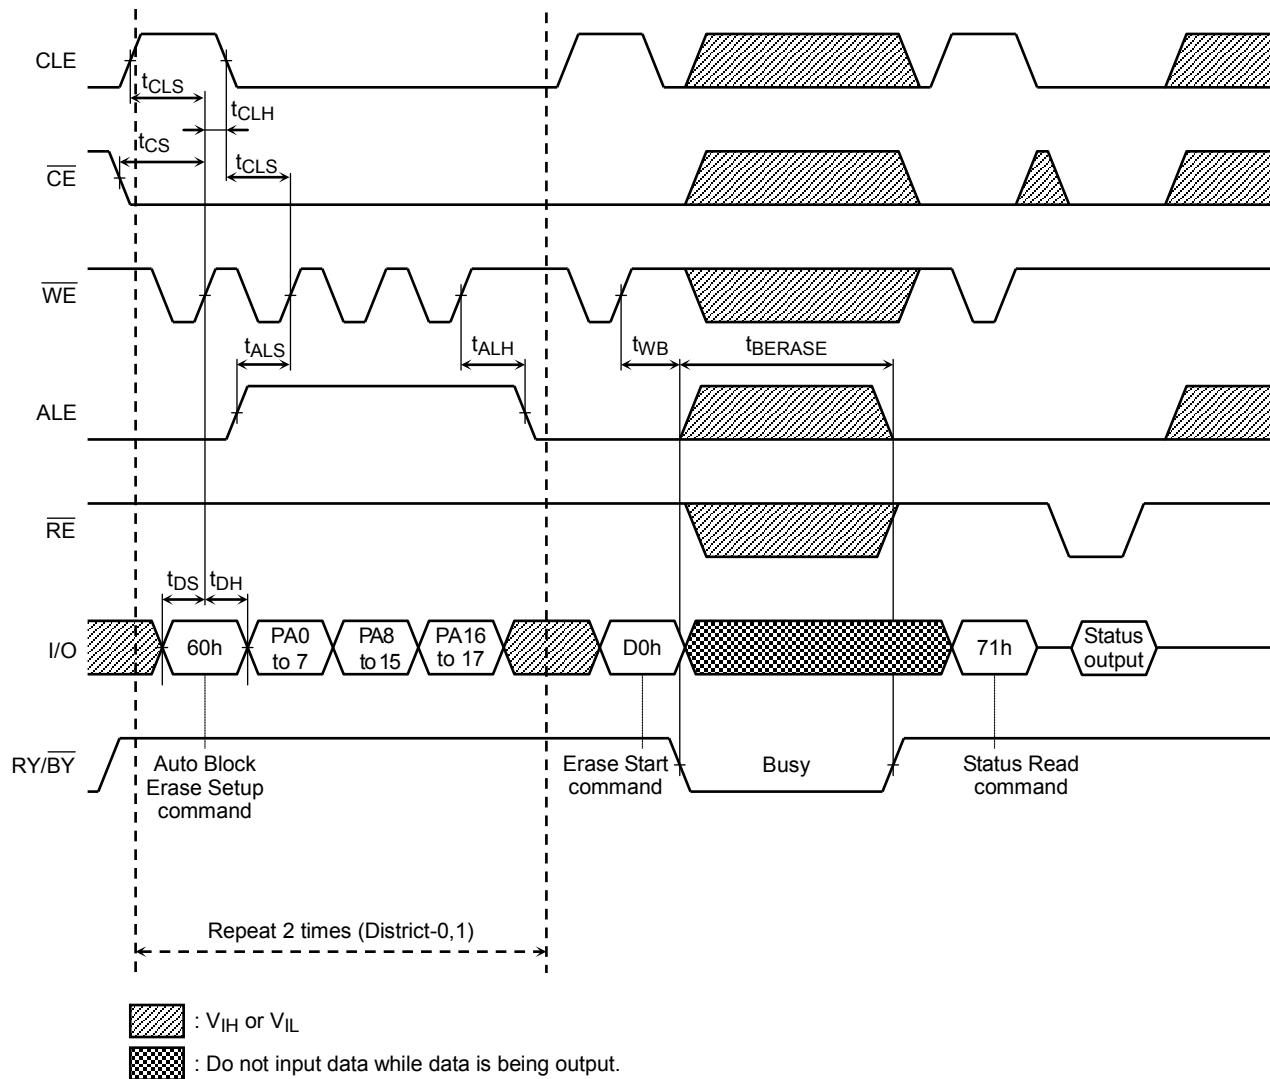 CLE
tCLS
tCLH
tCS
tCLS
CE
WE
tALS
tALH
tWB
tBERASE
ALE
RE
tDS
tDH
I/O
60h
PA0
to 7
PA8
to 15
PA16
to 17
D0h
71h
Status
output
RY/BY
Auto Block
Erase Setup
command
Erase Start
command
Busy
Status Read
command
Repeat 2 times (District-0,1)
: VIH or VIL
: Do not input data while data is being output.